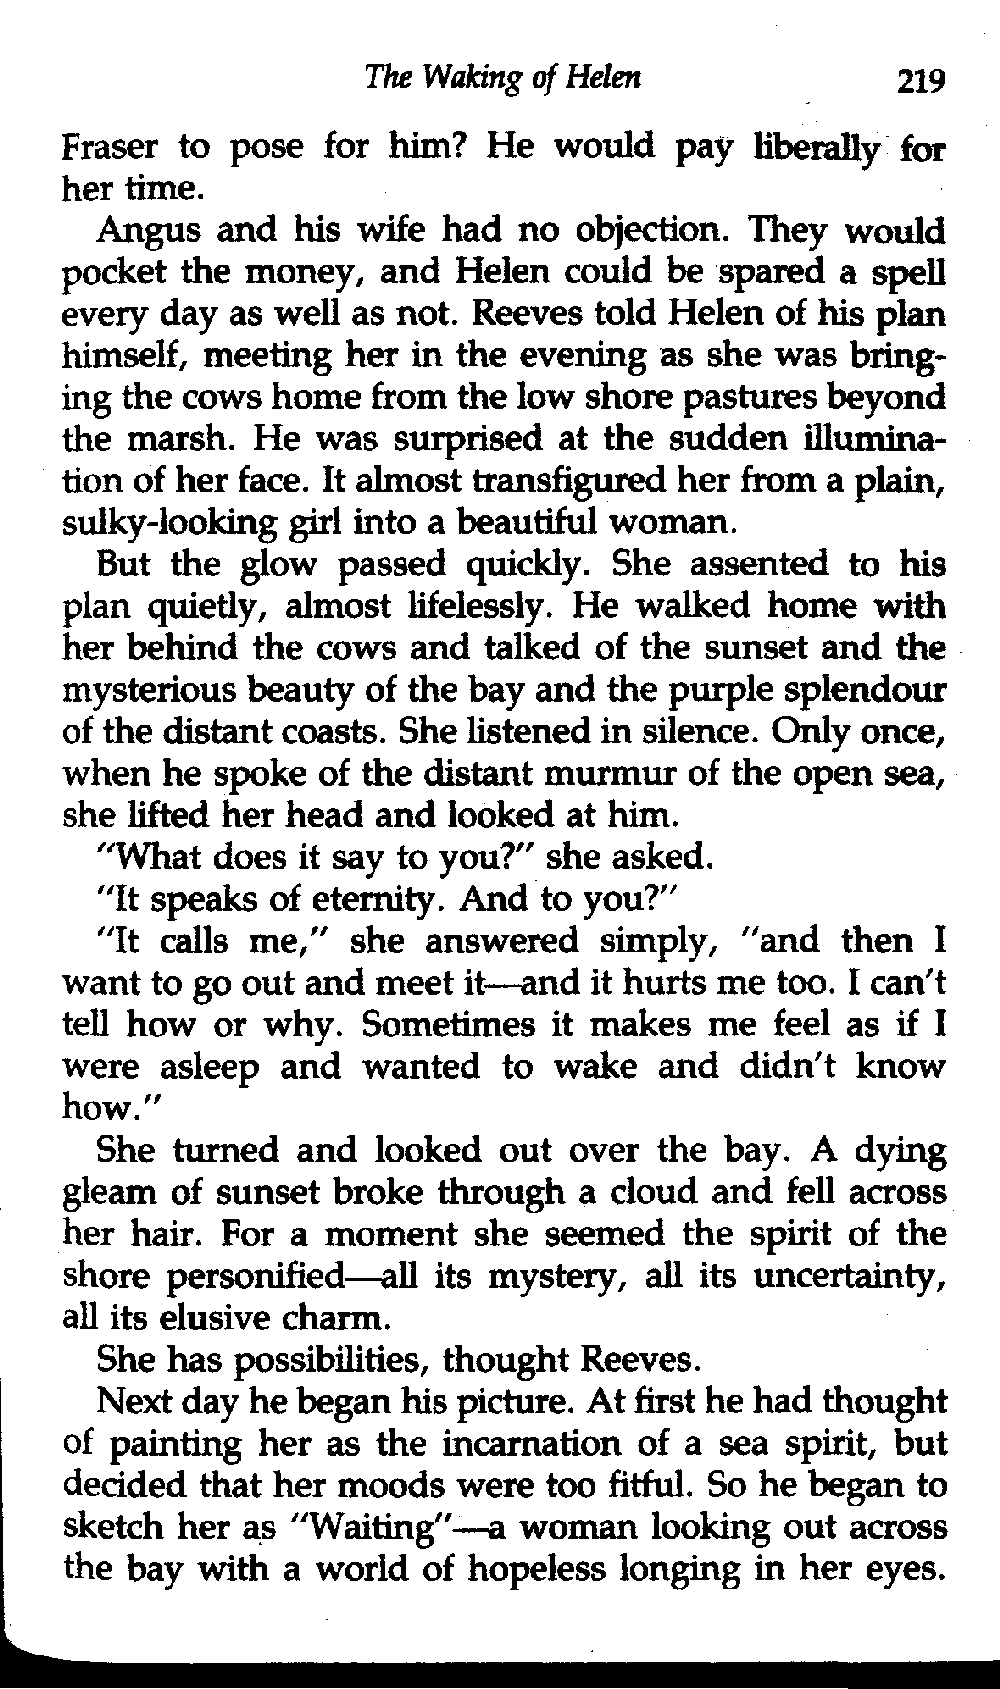 The Waking of Helen 219
Fraser to pose for him? He would pay liberally for
her time.
Angus and his wife had no objection. They would
pocket the money, and Helen could be spared a spell
every day as well as not. Reeves told Helen of his plan
himself, meeting her in the evening as she was bring-
ing the cows home from the low shore pastures beyond
the marsh. He was surprised at the sudden illumina-
tion of her face. It almost transfigured her from a plain,
sulky-looking girl into a beautiful woman.
But the glow passed quickly. She assented to his
plan quietly, almost lifelessly. He walked home with
her behind the cows and talked of the sunset and the
mysterious beauty of the bay and the purple splendour
of the distant coasts. She listened in silence. Only once,
when he spoke of the distant murmur of the open sea,
she lifted her head and looked at him.
"What does it say to you?" she asked.
"It speaks of eternity. And to you?"
"It calls me," she answered simply, "and then I
want to go out and meet it—and it hurts me too. I can't
tell how or why. Sometimes it makes me feel as if I
were asleep and wanted to wake and didn't know
how."
She turned and looked out over the bay. A dying
gleam of sunset broke through a cloud and fell across
her hair. For a moment she seemed the spirit of the
shore personified—all its mystery, all its uncertainty,
all its elusive charm.
She has possibilities, thought Reeves.
Next day he began his picture. At first he had thought
of painting her as the incarnation of a sea spirit, but
decided that her moods were too fitful. So he began to
sketch her as "Waiting"—a woman looking out across
the bay with a world of hopeless longing in her eyes.